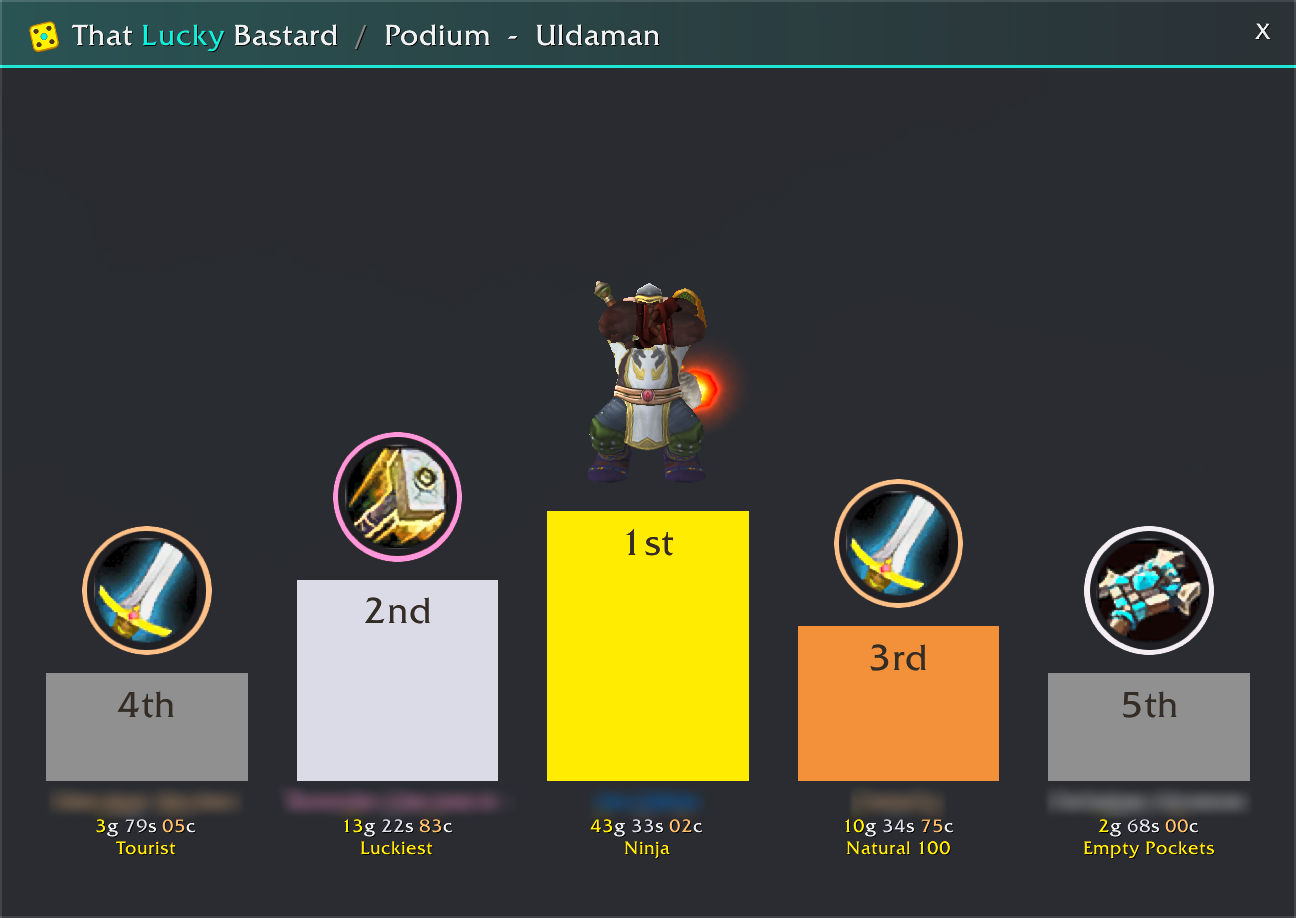 That Lucky Bastard / Podium - Uldaman
X
1st
2nd
3rd
4th
5th
3g 79s 05c
Tourist
13g 22s 83c
Luckiest
43g 33s 02c
Ninja
10g 34s 75c
Natural 100
2g 68s 00c
Empty Pockets